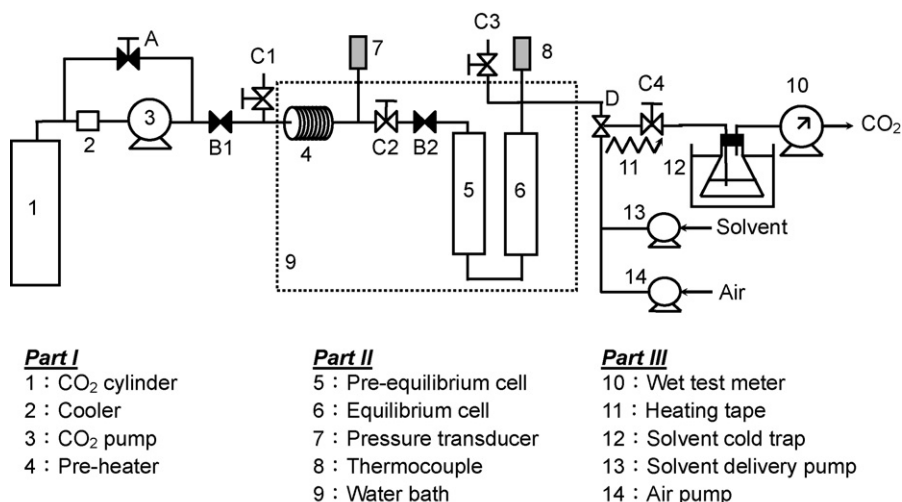 A
C1
7
C3
8
C4
10
3
D
CO₂
2
B1
4
C2
B2
11
12
1
5
6
13
Solvent
9
14
Air
Part I
1：CO₂ cylinder
2：Cooler
3：CO₂ pump
4：Pre-heater
Part II
5：Pre-equilibrium cell
6：Equilibrium cell
7：Pressure transducer
8：Thermocouple
9：Water bath
Part III
10：Wet test meter
11：Heating tape
12：Solvent cold trap
13：Solvent delivery pump
14：Air pump